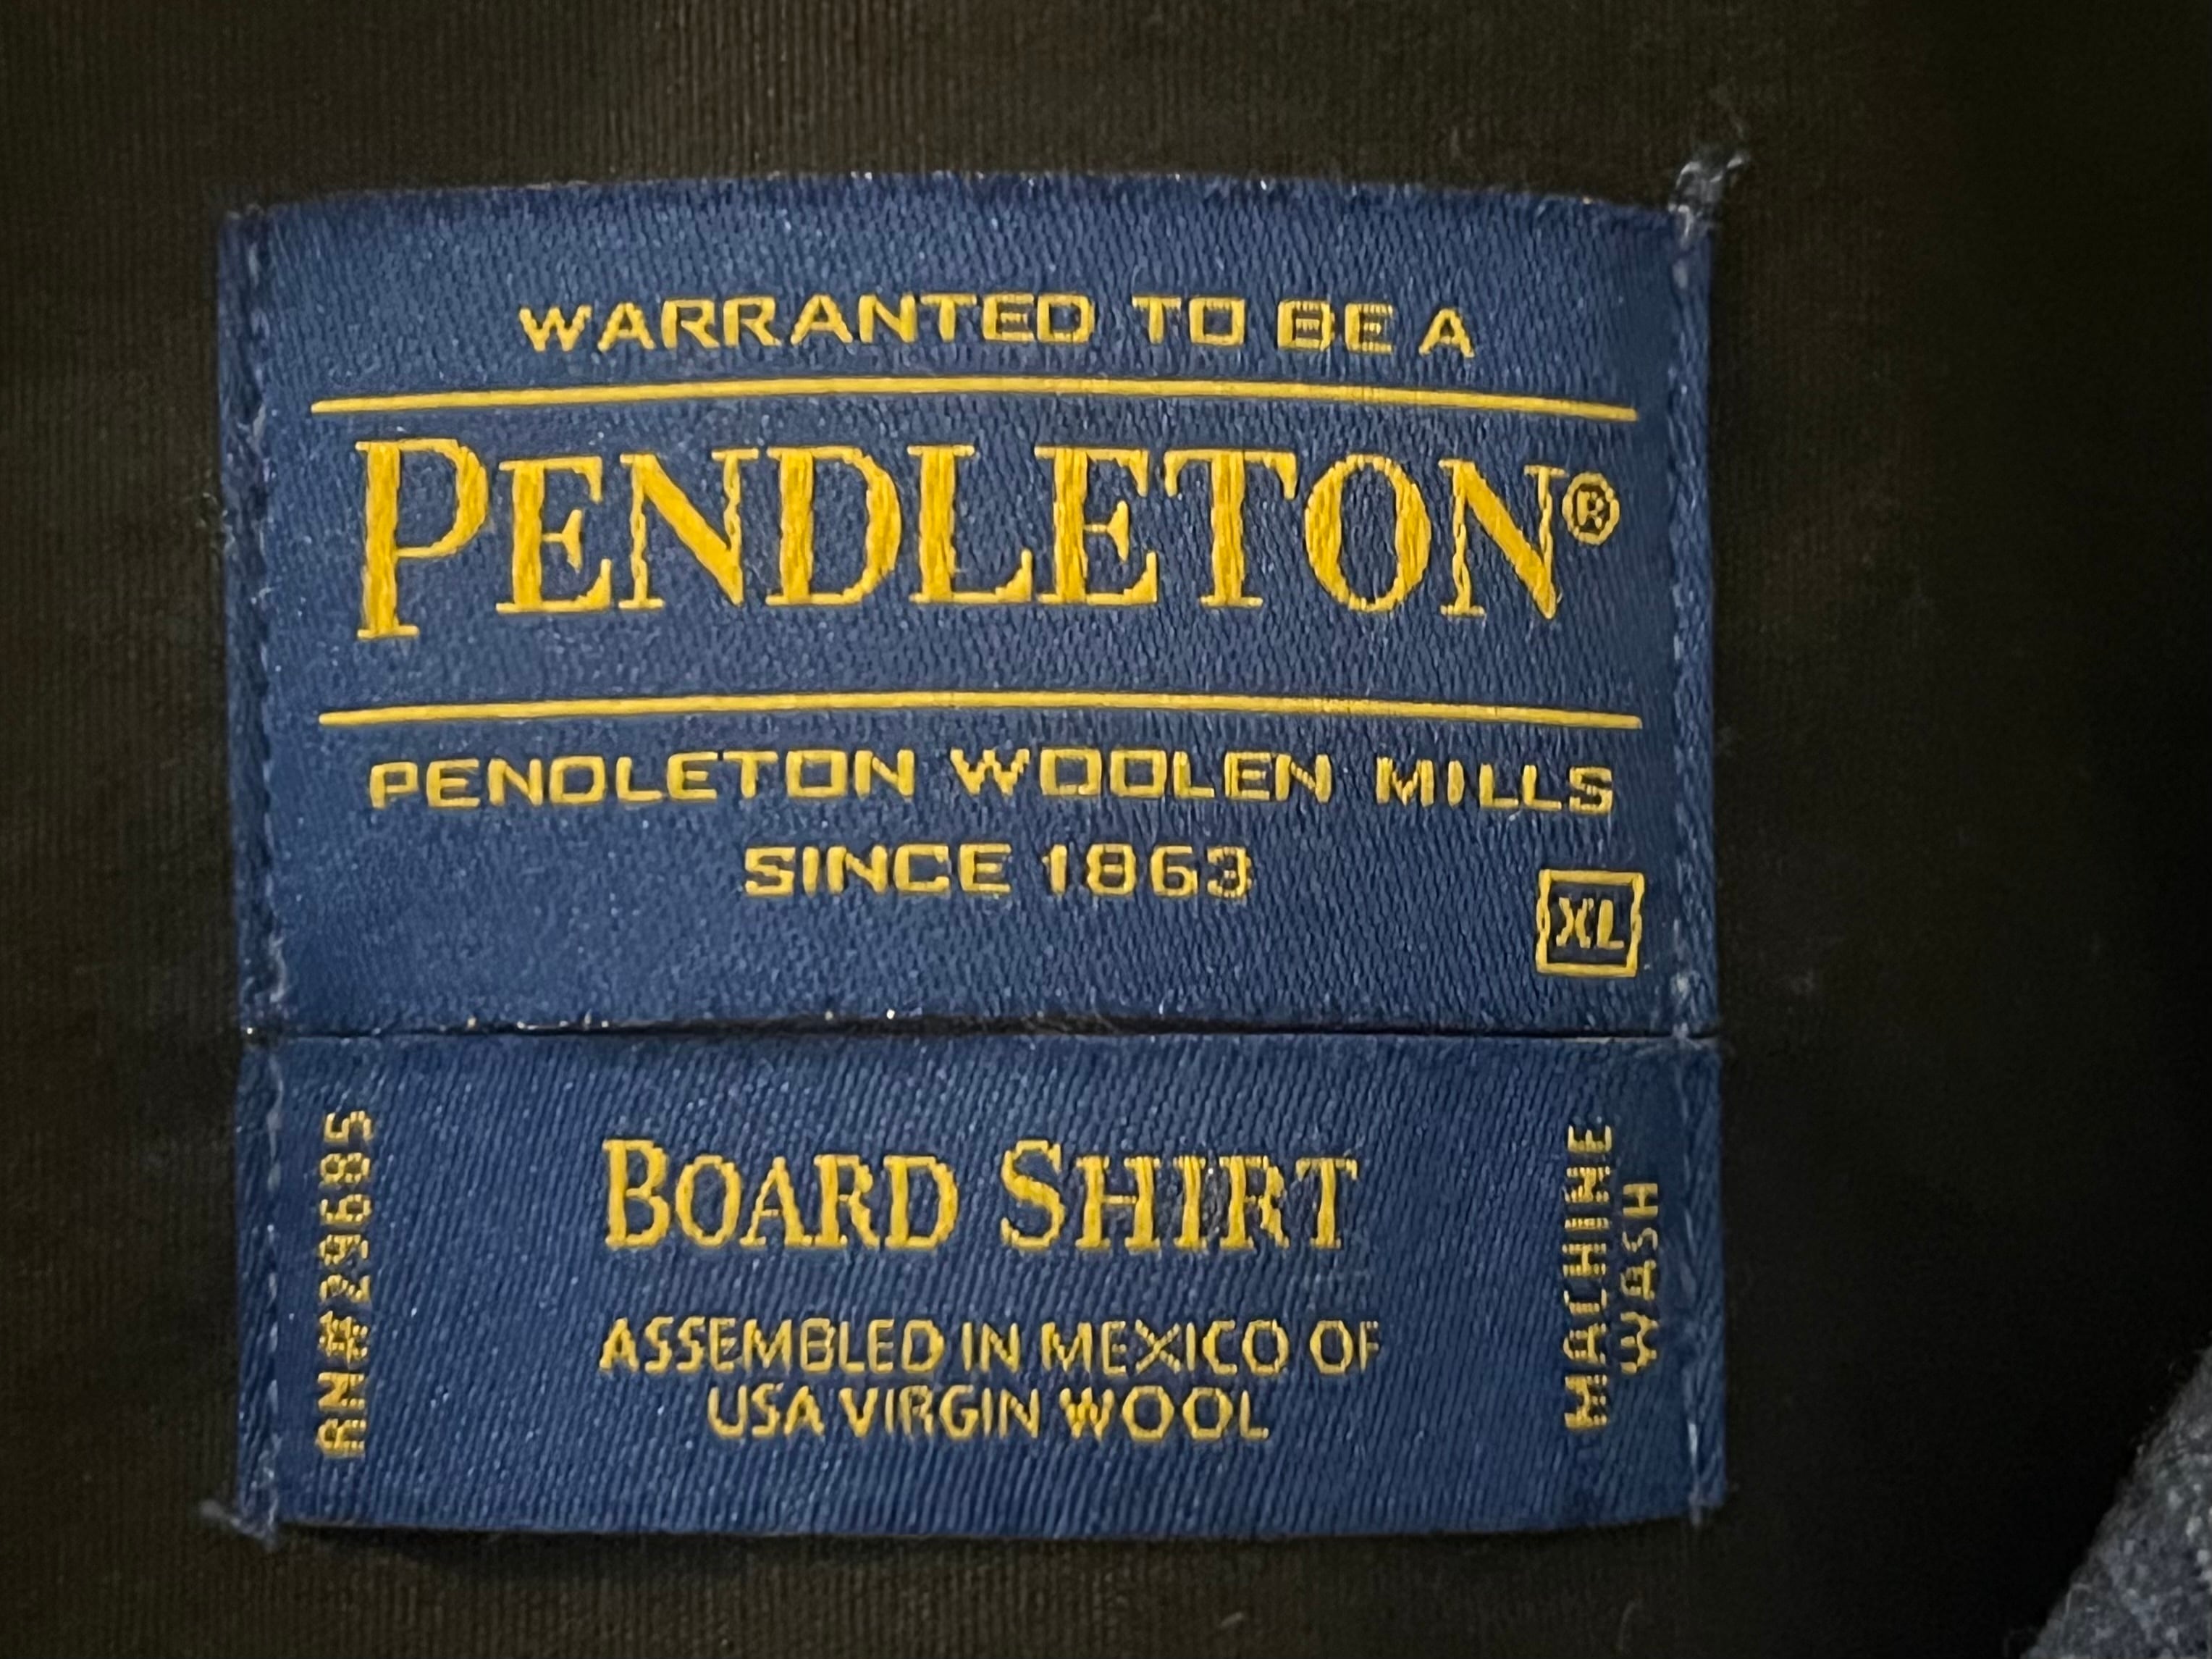 WARRANTED TO BE A
PENDLETON®
PENDLETON WOOLEN MILLS
SINCE 1863
XL
RN#29685
BOARD SHIRT
ASSEMBLED IN MEXICO OF
USA VIRGIN WOOL
MACHINE
WASH